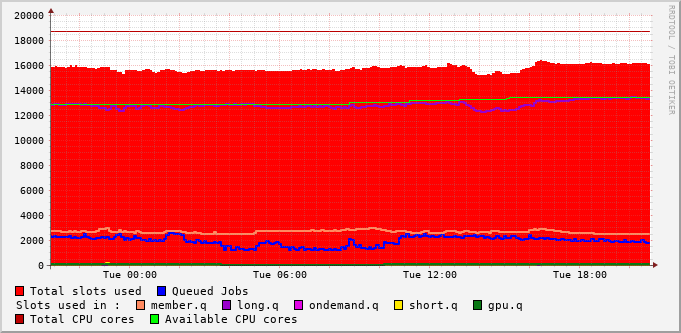 20000
18000
16000
14000
12000
10000
8000
6000
4000
2000
0
Tue 00:00 Tue 06:00 Tue 12:00 Tue 18:00
Total slots used Queued Jobs
Slots used in : member.q long.q ondemand.q short.q gpu.q
Total CPU cores Available CPU cores
RRDTOOL / TOBI OETIKER